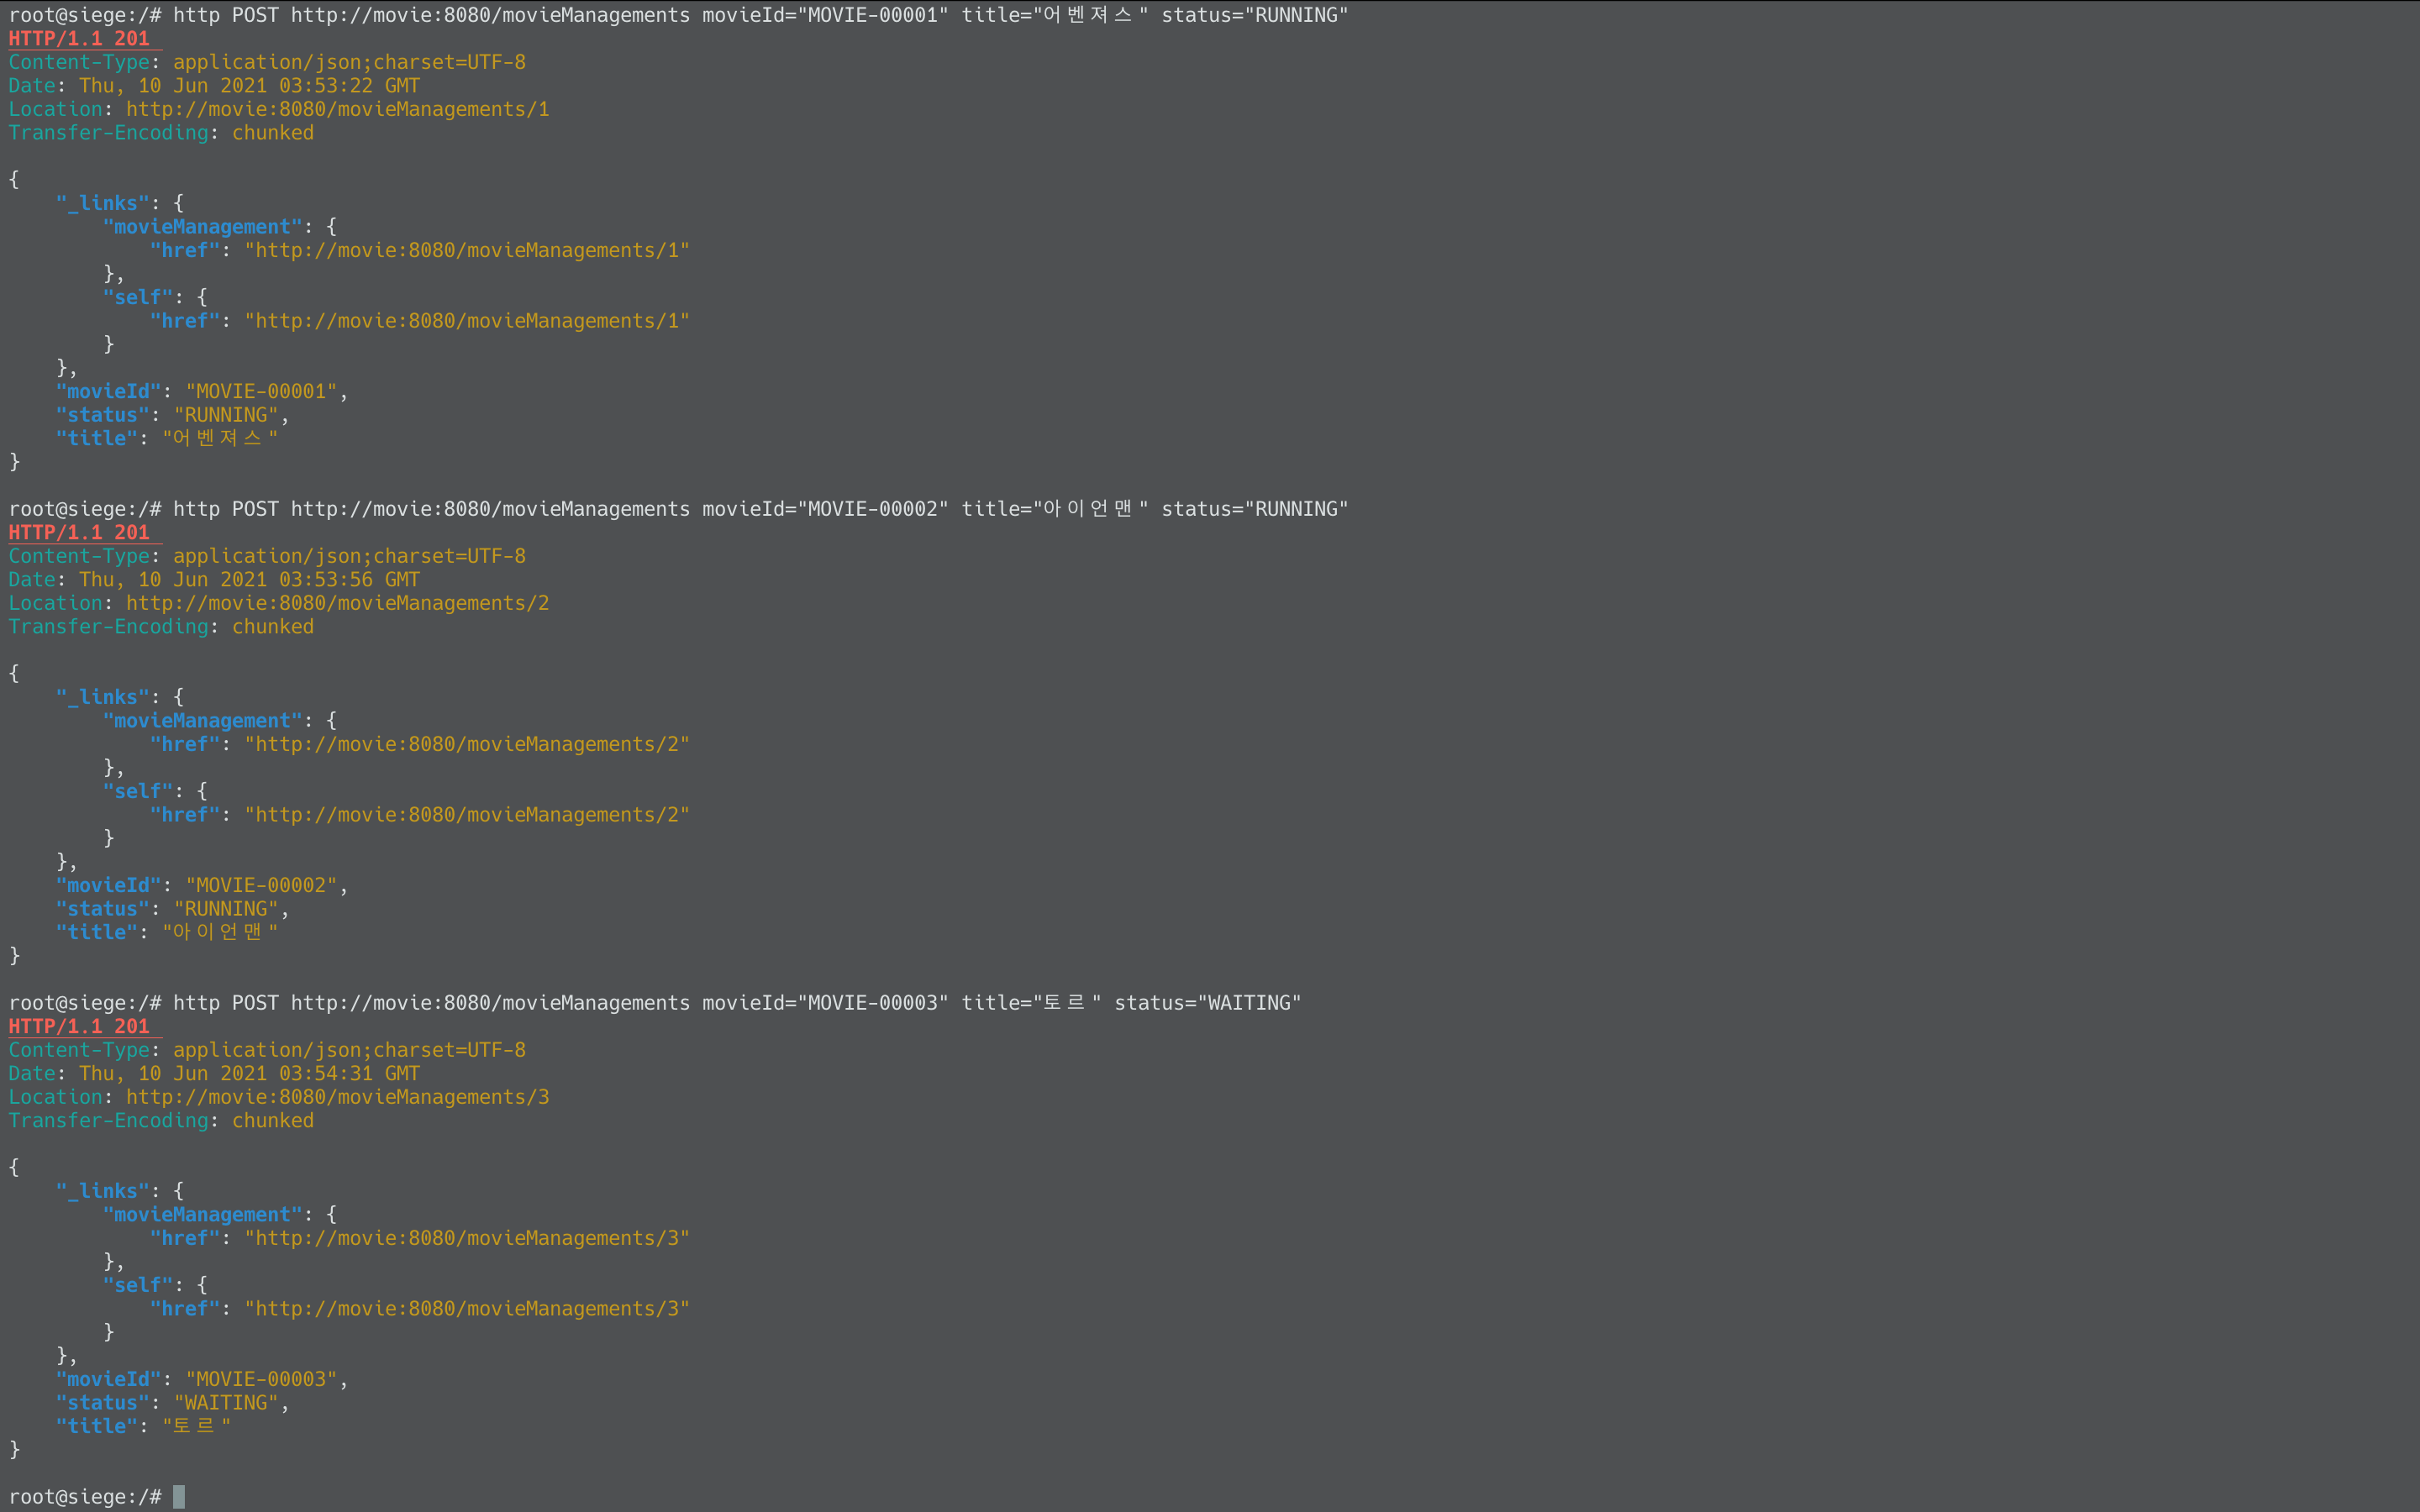 root@siege:/# http POST http://movie:8080/movieManagements movieId="MOVIE-00001" title="어벤져스" status="RUNNING"
HTTP/1.1 201
Content-Type: application/json;charset=UTF-8
Date: Thu, 10 Jun 2021 03:53:22 GMT
Location: http://movie:8080/movieManagements/1
Transfer-Encoding: chunked

{
    "_links": {
        "movieManagement": {
            "href": "http://movie:8080/movieManagements/1"
        },
        "self": {
            "href": "http://movie:8080/movieManagements/1"
        }
    },
    "movieId": "MOVIE-00001",
    "status": "RUNNING",
    "title": "어벤져스"
}

root@siege:/# http POST http://movie:8080/movieManagements movieId="MOVIE-00002" title="아이언맨" status="RUNNING"
HTTP/1.1 201
Content-Type: application/json;charset=UTF-8
Date: Thu, 10 Jun 2021 03:53:56 GMT
Location: http://movie:8080/movieManagements/2
Transfer-Encoding: chunked

{
    "_links": {
        "movieManagement": {
            "href": "http://movie:8080/movieManagements/2"
        },
        "self": {
            "href": "http://movie:8080/movieManagements/2"
        }
    },
    "movieId": "MOVIE-00002",
    "status": "RUNNING",
    "title": "아이언맨"
}

root@siege:/# http POST http://movie:8080/movieManagements movieId="MOVIE-00003" title="토르" status="WAITING"
HTTP/1.1 201
Content-Type: application/json;charset=UTF-8
Date: Thu, 10 Jun 2021 03:54:31 GMT
Location: http://movie:8080/movieManagements/3
Transfer-Encoding: chunked

{
    "_links": {
        "movieManagement": {
            "href": "http://movie:8080/movieManagements/3"
        },
        "self": {
            "href": "http://movie:8080/movieManagements/3"
        }
    },
    "movieId": "MOVIE-00003",
    "status": "WAITING",
    "title": "토르"
}

root@siege:/#